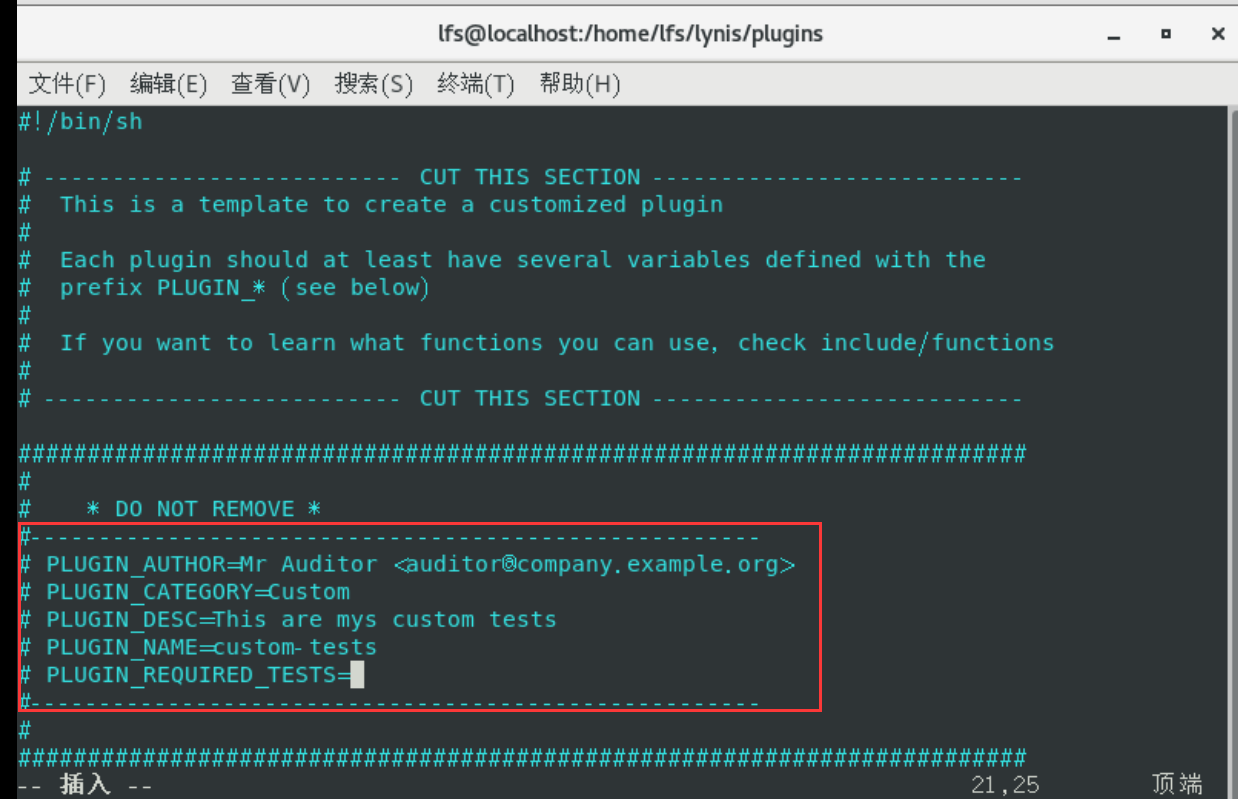 lfs@localhost:/home/lfs/lynis/plugins
文件(F) 编辑(E) 查看(V) 搜索(S) 终端(T) 帮助(H)
#!/bin/sh
# -------------------------- CUT THIS SECTION ---------------------------
#  This is a template to create a customized plugin
#
#  Each plugin should at least have several variables defined with the
#  prefix PLUGIN_* (see below)
#
#  If you want to learn what functions you can use, check include/functions
#
# -------------------------- CUT THIS SECTION ---------------------------
#########################################################################
#
#    * DO NOT REMOVE *
#-----------------------------------------------------
# PLUGIN_AUTHOR=Mr Auditor <auditor@company.example.org>
# PLUGIN_CATEGORY=Custom
# PLUGIN_DESC=This are mys custom tests
# PLUGIN_NAME=custom-tests
# PLUGIN_REQUIRED_TESTS=
#-----------------------------------------------------
#
#########################################################################
-- 插入 -- 21,25 顶端